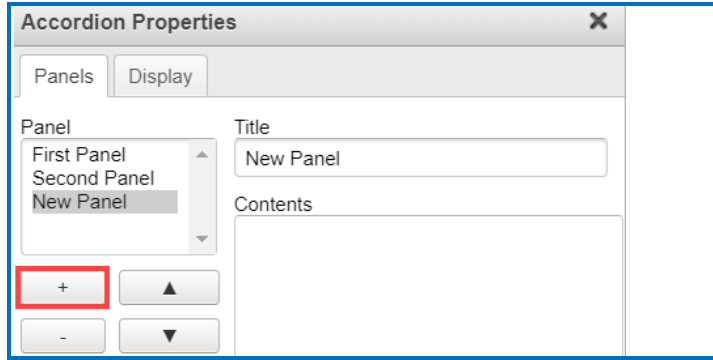 Accordion Properties
Panels Display
Panel
First Panel
Second Panel
New Panel
Title
New Panel
Contents
+ ▲
- ▼